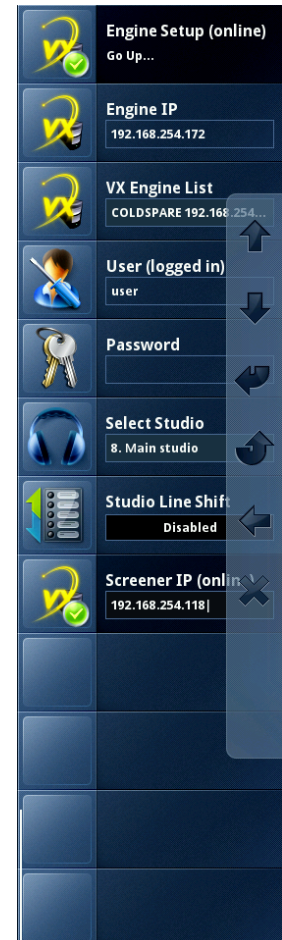 Engine Setup (online)
Go Up...
Engine IP
192.168.254.172
VX Engine List
COLDSPARE 192.168.254...
User (logged in)
user
Password
Select Studio
8. Main studio
Studio Line Shift
Disabled
Screener IP (online)
192.168.254.118